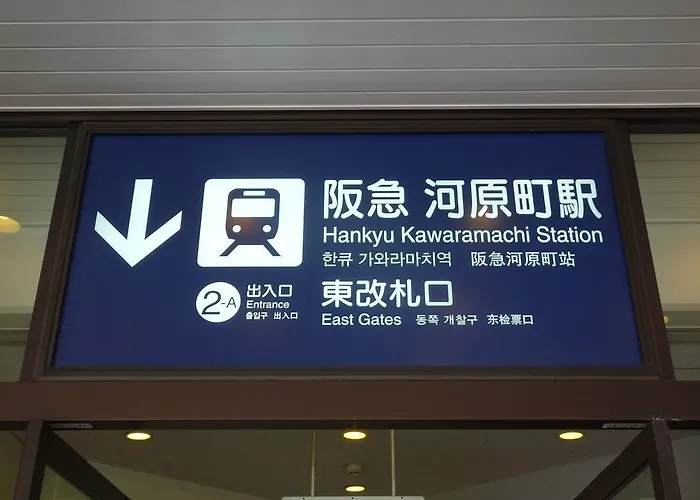 阪急 河原町駅
Hankyu Kawaramachi Station
한큐 가와라마치역 阪急河原町站
2-A 出入口
Entrance
출입구 出入口
東改札口
East Gates 동쪽 개찰구 东检票口